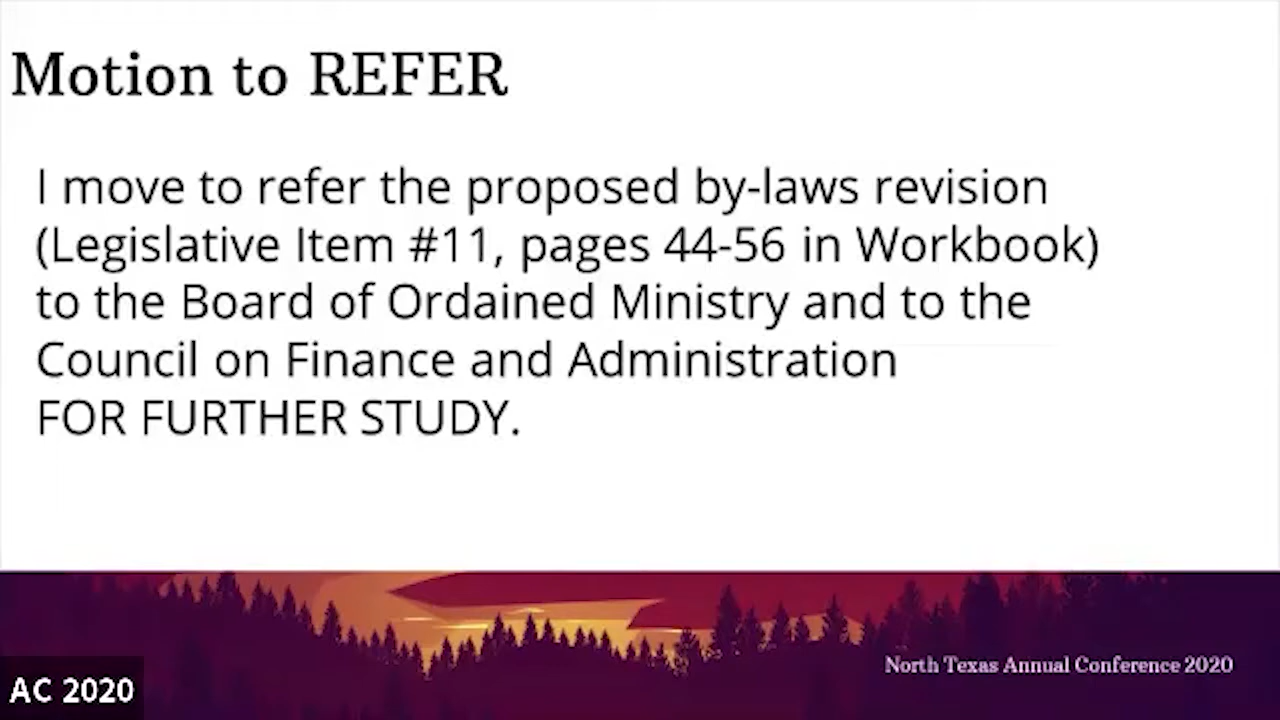 Motion to REFER
I move to refer the proposed by-laws revision
(Legislative Item #11, pages 44-56 in Workbook)
to the Board of Ordained Ministry and to the
Council on Finance and Administration
FOR FURTHER STUDY.
North Texas Annual Conference 2020
AC 2020